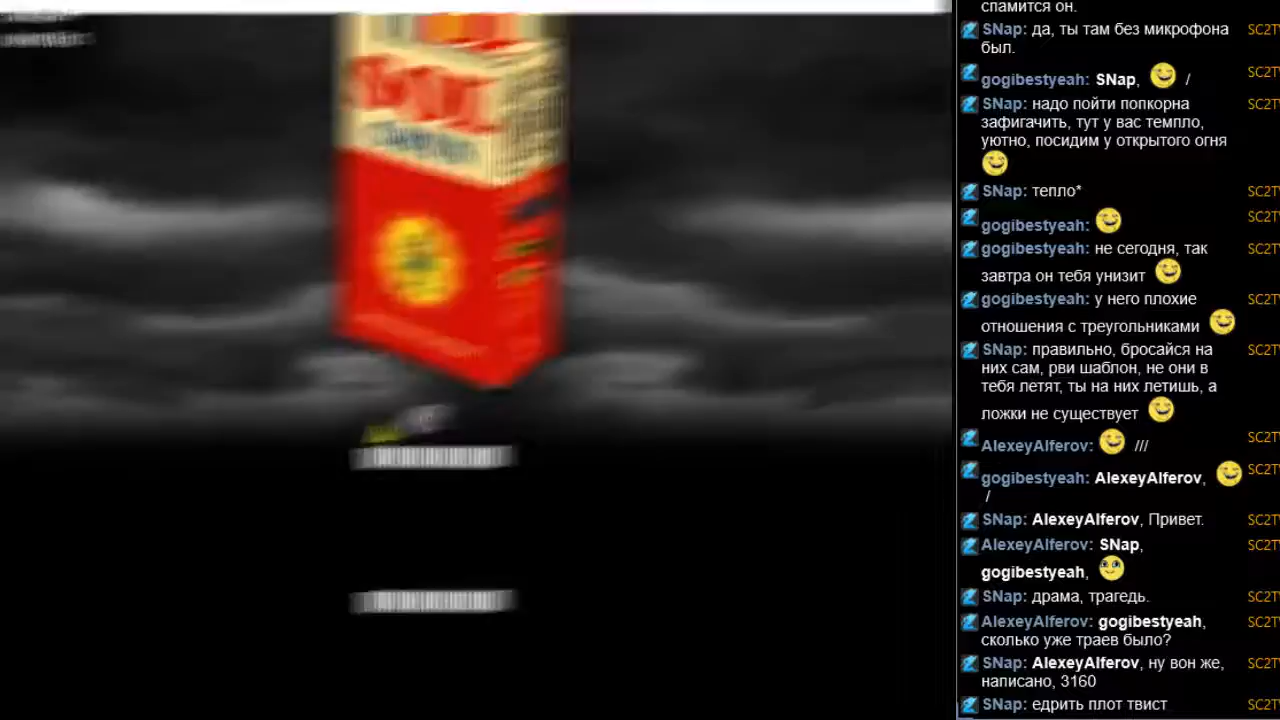 спамится он.
SNap: да, ты там без микрофона
был.
gogibestyeah: SNap, /
SNap: надо пойти попкорна
зафигачить, тут у вас темпло,
уютно, посидим у открытого огня
SNap: тепло*
gogibestyeah:
gogibestyeah: не сегодня, так
завтра он тебя унизит
gogibestyeah: у него плохие
отношения с треугольниками
SNap: правильно, бросайся на
них сам, рви шаблон, не они в
тебя летят, ты на них летишь, а
ложки не существует
AlexeyAlferov: ///
gogibestyeah: AlexeyAlferov,
/
SNap: AlexeyAlferov, Привет.
AlexeyAlferov: SNap,
gogibestyeah,
SNap: драма, трагедь.
AlexeyAlferov: gogibestyeah,
сколько уже траев было?
SNap: AlexeyAlferov, ну вон же,
написано, 3160
SNap: едрить плот твист